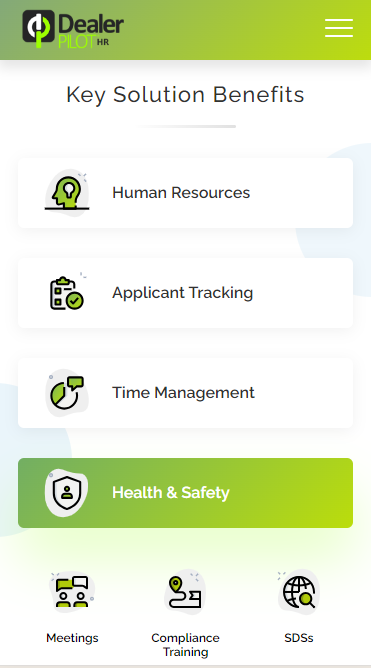 Dealer
PILOT HR
Key Solution Benefits
Human Resources
Applicant Tracking
Time Management
Health & Safety
Meetings
Compliance
Training
SDSs